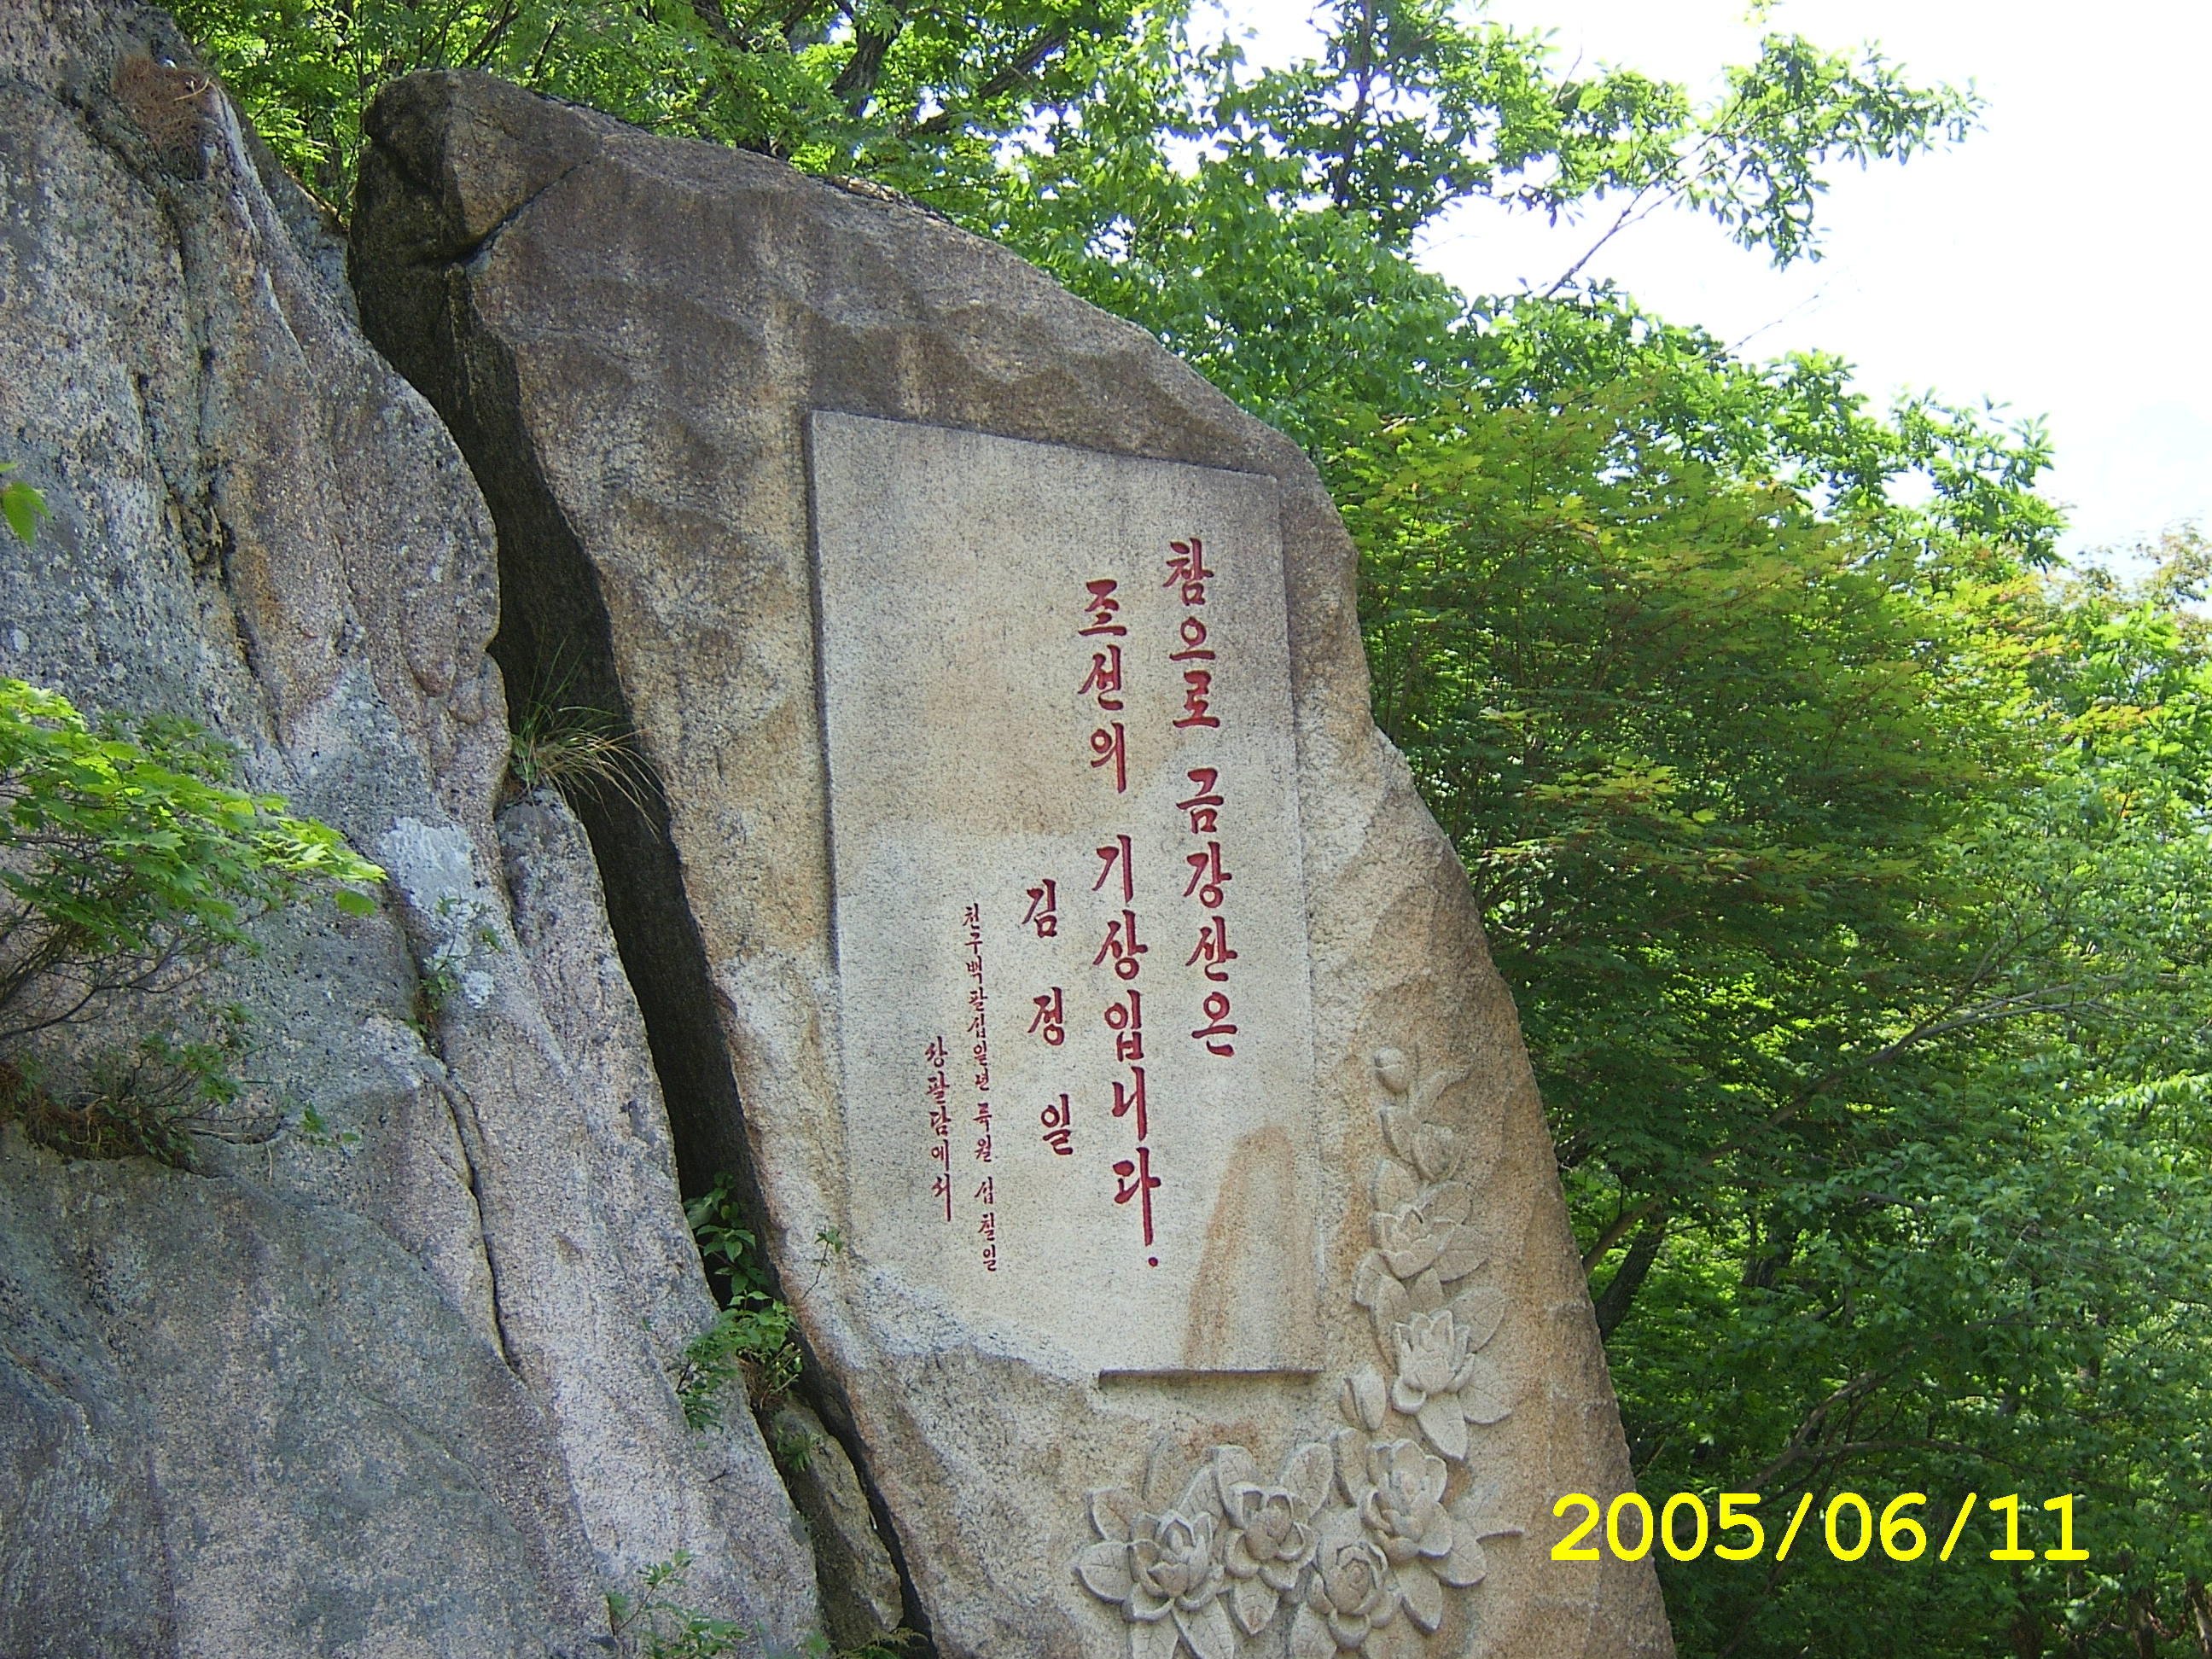 참으로 금강산은
조선의 기상입니다.
김정일
천구백팔십일년 륙월 십칠일
상팔담에서
2005/06/11